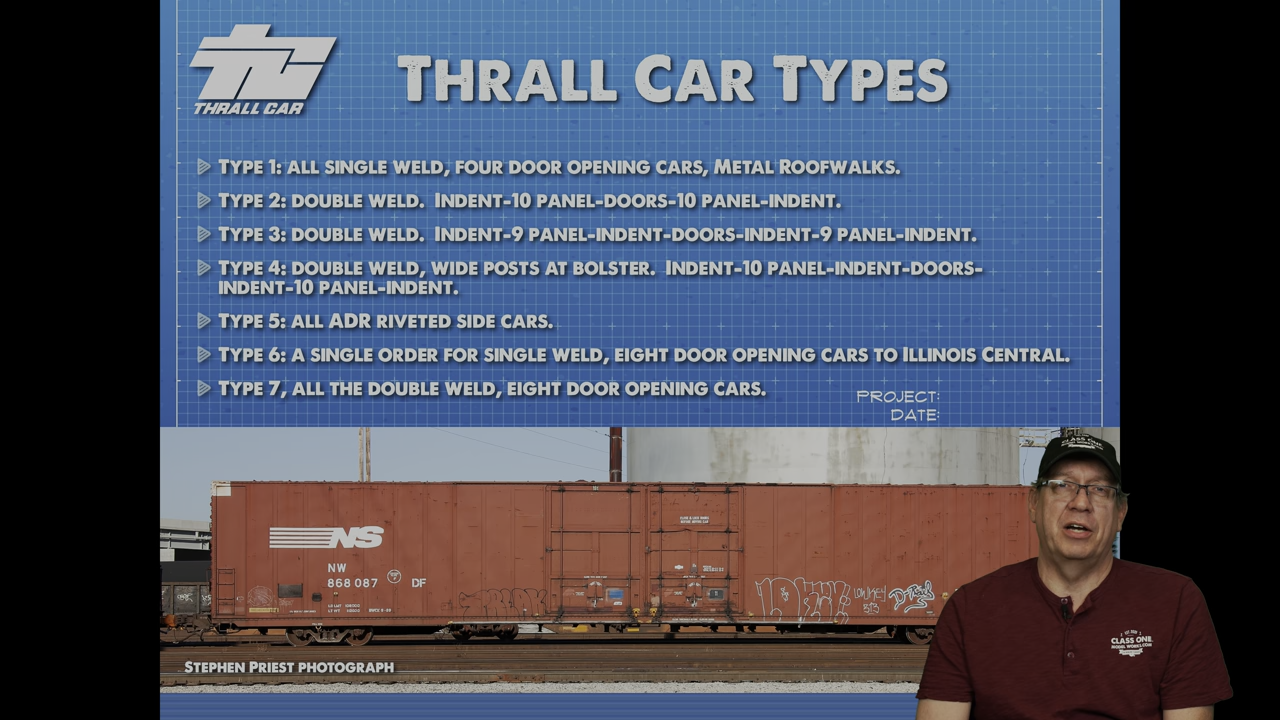 THRALL CAR
THRALL CAR TYPES
TYPE 1: ALL SINGLE WELD, FOUR DOOR OPENING CARS, METAL ROOFWALKS.
TYPE 2: DOUBLE WELD. INDENT-10 PANEL-DOORS-10 PANEL-INDENT.
TYPE 3: DOUBLE WELD. INDENT-9 PANEL-INDENT-DOORS-INDENT-9 PANEL-INDENT.
TYPE 4: DOUBLE WELD, WIDE POSTS AT BOLSTER. INDENT-10 PANEL-INDENT-DOORS-
INDENT-10 PANEL-INDENT.
TYPE 5: ALL ADR RIVETED SIDE CARS.
TYPE 6: A SINGLE ORDER FOR SINGLE WELD, EIGHT DOOR OPENING CARS TO ILLINOIS CENTRAL.
TYPE 7, ALL THE DOUBLE WELD, EIGHT DOOR OPENING CARS.
PROJECT:
DATE:
CLASS ONE
NS
NW
868 087 DF
CLASS ONE
MODEL WORKS.COM
STEPHEN PRIEST PHOTOGRAPH